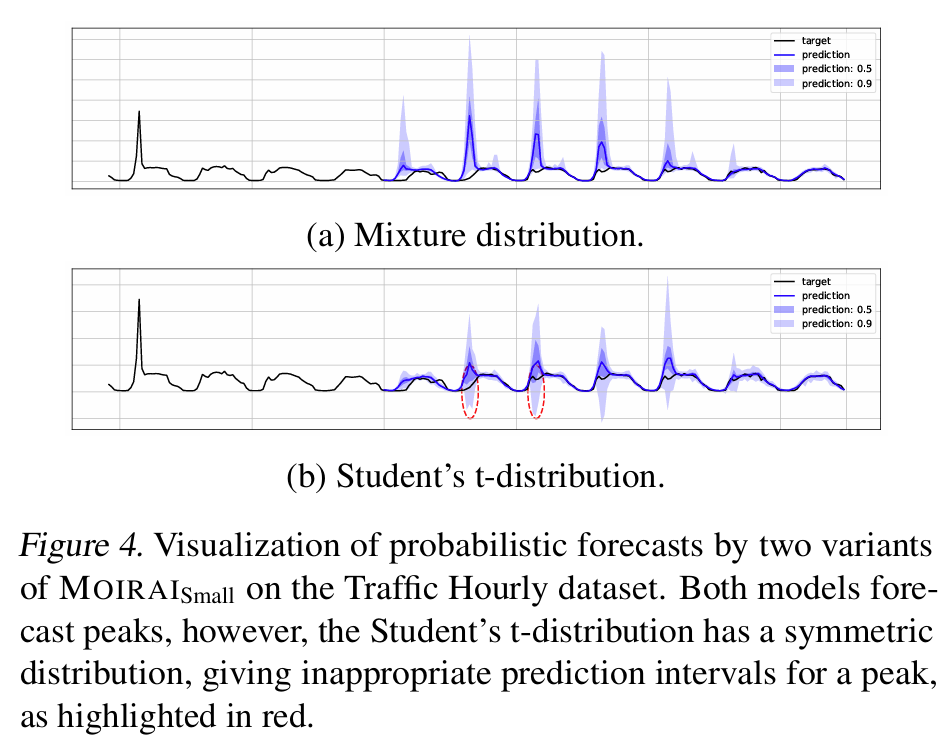 target
prediction
prediction: 0.5
prediction: 0.9
(a) Mixture distribution.
target
prediction
prediction: 0.5
prediction: 0.9
(b) Student's t-distribution.
Figure 4. Visualization of probabilistic forecasts by two variants
of MOIRAISmall on the Traffic Hourly dataset. Both models fore-
cast peaks, however, the Student's t-distribution has a symmetric
distribution, giving inappropriate prediction intervals for a peak,
as highlighted in red.